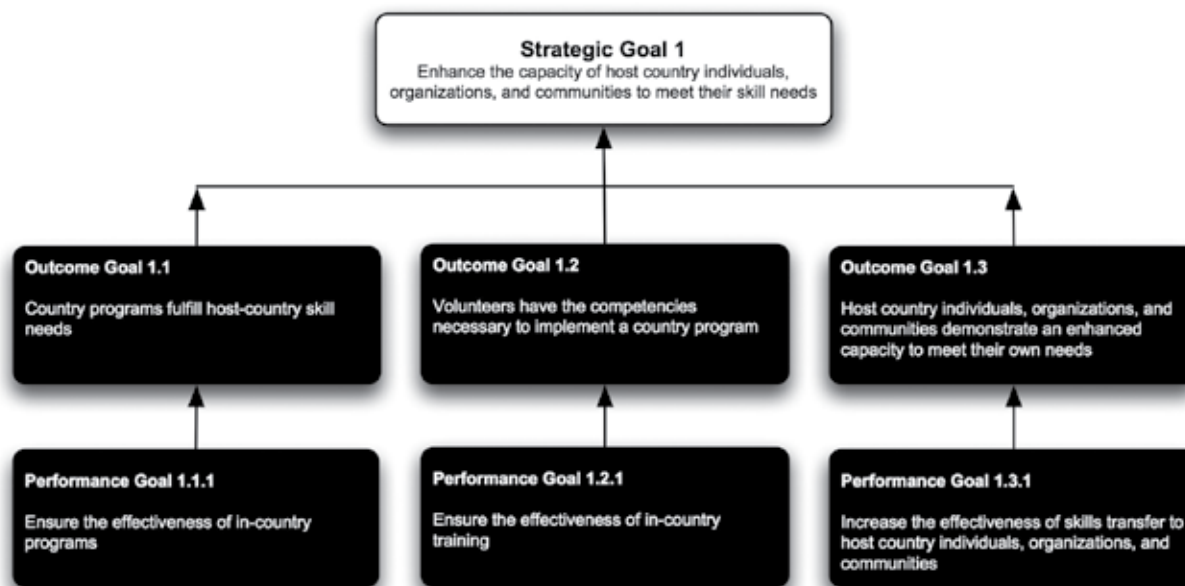 Strategic Goal 1
Enhance the capacity of host country individuals,
organizations, and communities to meet their skill needs
Outcome Goal 1.1
Country programs fulfill host-country skill
needs
Outcome Goal 1.2
Volunteers have the competencies
necessary to implement a country program
Outcome Goal 1.3
Host country individuals, organizations, and
communities demonstrate an enhanced
capacity to meet their own needs
Performance Goal 1.1.1
Ensure the effectiveness of in-country
programs
Performance Goal 1.2.1
Ensure the effectiveness of in-country
training
Performance Goal 1.3.1
Increase the effectiveness of skills transfer to
host country individuals, organizations, and
communities